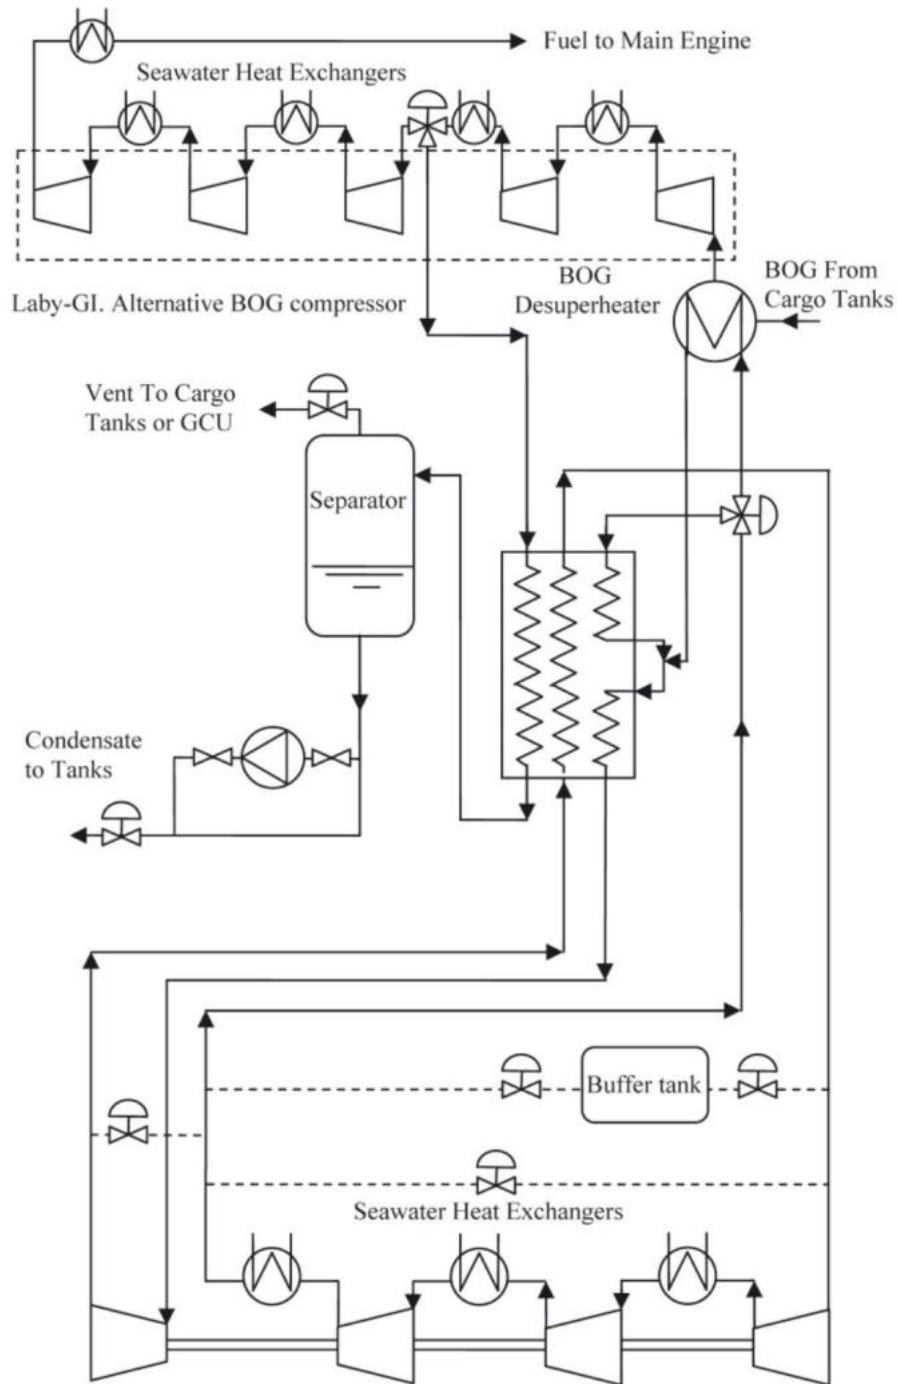 Fuel to Main Engine
Seawater Heat Exchangers
Laby-GI. Alternative BOG compressor
BOG
Desuperheater
BOG From
Cargo Tanks
Vent To Cargo
Tanks or GCU
Separator
Condensate
to Tanks
Buffer tank
Seawater Heat Exchangers